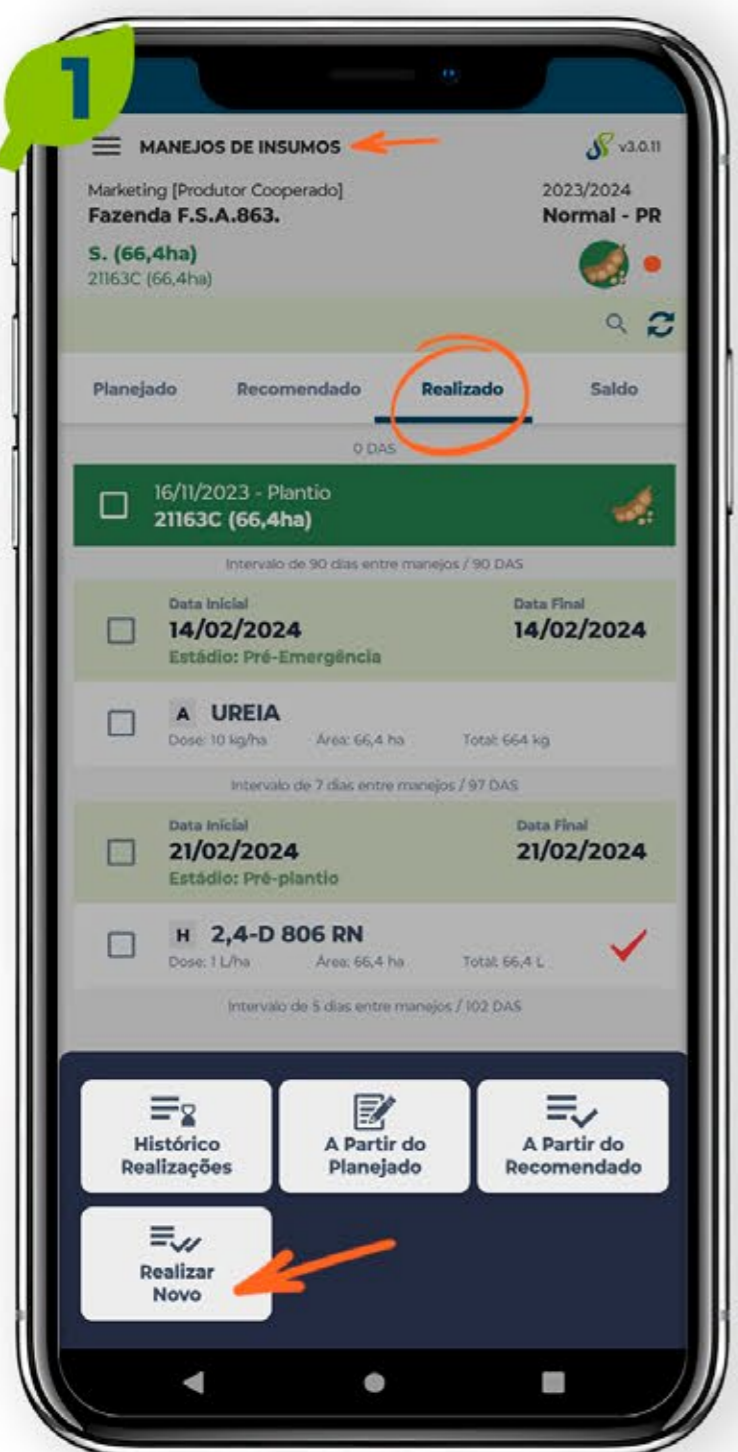 1
MANEJOS DE INSUMOS
v3.0.11
Marketing [Produtor Cooperado]
2023/2024
Fazenda F.S.A.863.
Normal - PR
S. (66,4ha)
21163C (66,4ha)
Planejado Recomendado Realizado Saldo
0 DAS
16/11/2023 - Plantio
21163C (66,4ha)
Intervalo de 90 dias entre manejos / 90 DAS
Data Inicial Data Final
14/02/2024 14/02/2024
Estádio: Pré-Emergência
A UREIA
Dose: 10 kg/ha Área: 66,4 ha Total: 664 kg
Intervalo de 7 dias entre manejos / 97 DAS
Data Inicial Data Final
21/02/2024 21/02/2024
Estádio: Pré-plantio
H 2,4-D 806 RN
Dose: 1 L/ha Área: 66,4 ha Total: 66,4 L
Intervalo de 5 dias entre manejos / 102 DAS
Histórico
Realizações
A Partir do
Planejado
A Partir do
Recomendado
Realizar
Novo